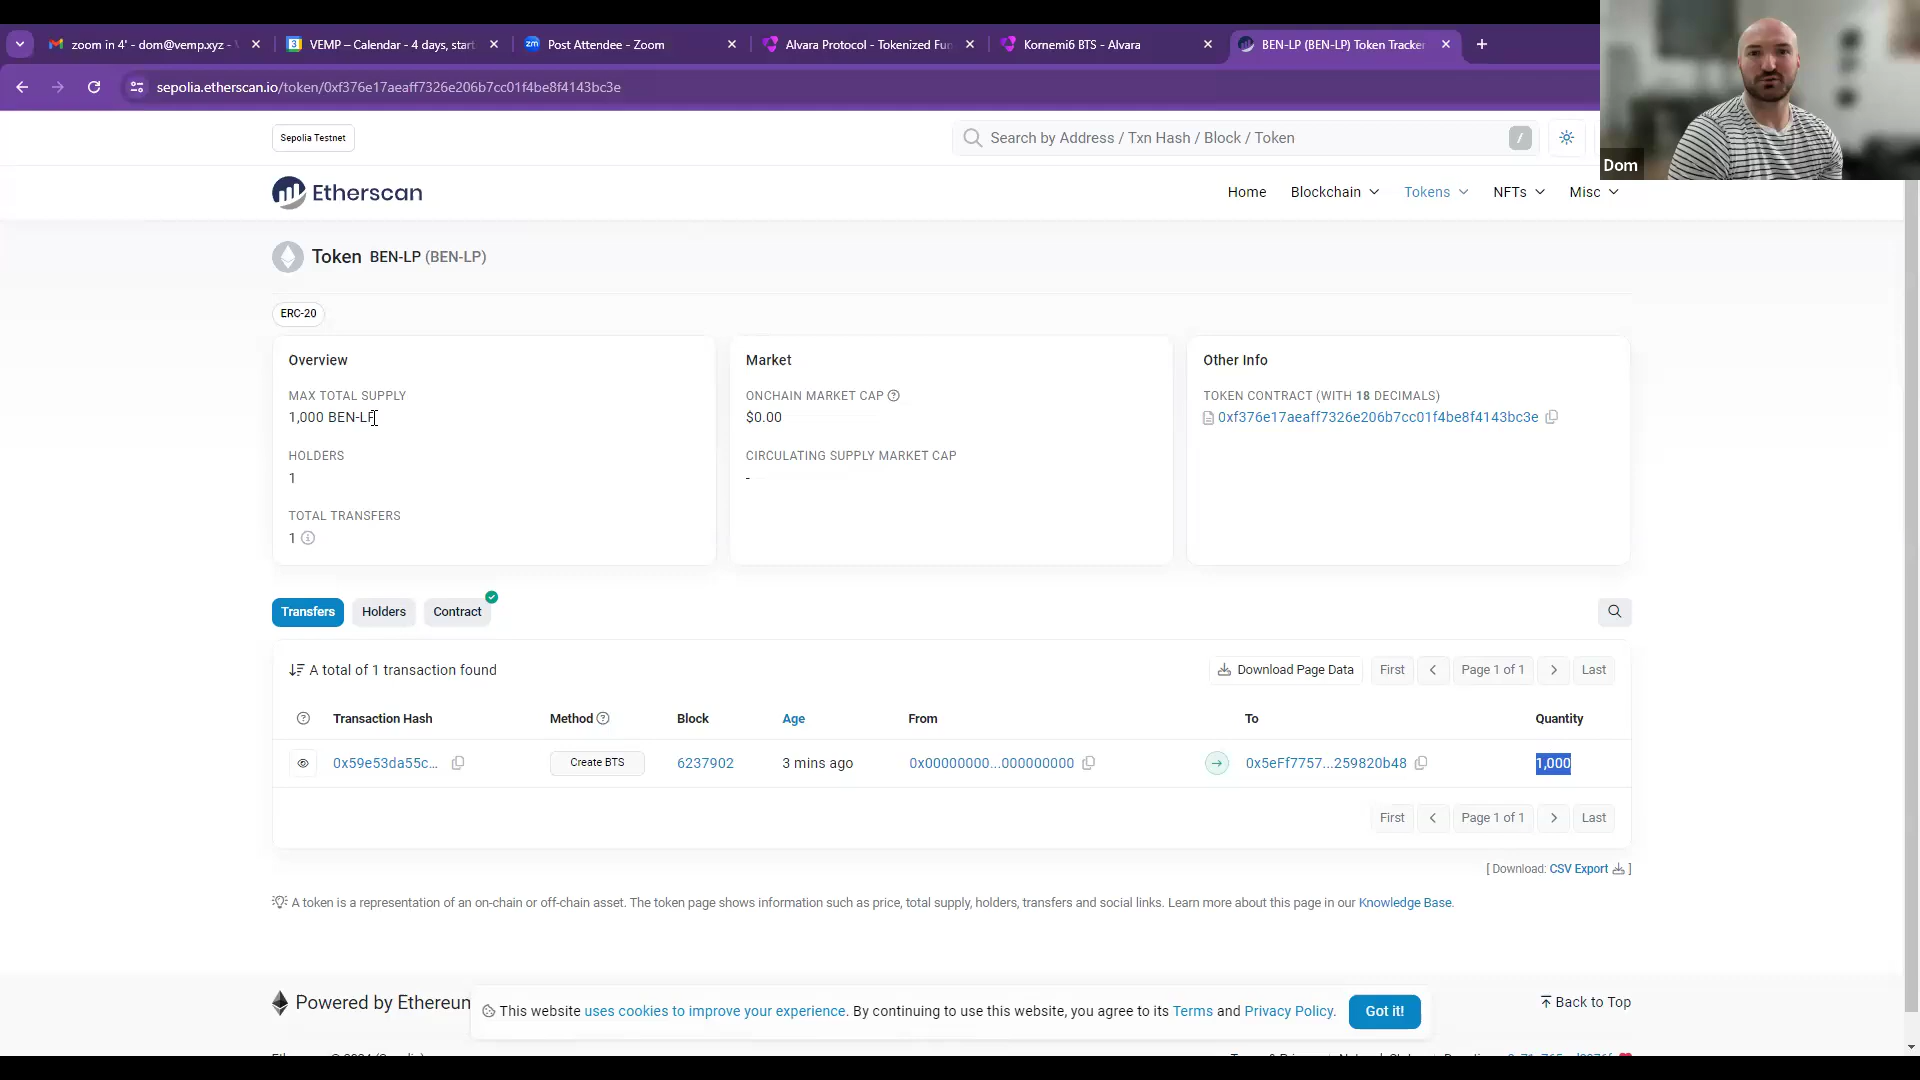 zoom in 4' - dom@vemp.xyz -
VEMP – Calendar - 4 days, star
zm Post Attendee - Zoom
Alvara Protocol - Tokenized Fun
Kornemi6 BTS - Alvara
BEN-LP (BEN-LP) Token Tracker
sepolia.etherscan.io/token/0xf376e17aeaff7326e206b7cc01f4be8f4143bc3e
Dom
Sepolia Testnet
Search by Address / Txn Hash / Block / Token
/
Etherscan
Home
Blockchain
Tokens
NFTs
Misc
Token BEN-LP (BEN-LP)
ERC-20
Overview
MAX TOTAL SUPPLY
1,000 BEN-LP
HOLDERS
1
TOTAL TRANSFERS
1
Market
ONCHAIN MARKET CAP
$0.00
CIRCULATING SUPPLY MARKET CAP
-
Other Info
TOKEN CONTRACT (WITH 18 DECIMALS)
0xf376e17aeaff7326e206b7cc01f4be8f4143bc3e
Transfers
Holders
Contract
A total of 1 transaction found
Download Page Data
First
Page 1 of 1
Last
Transaction Hash
Method
Block
Age
From
To
Quantity
0x59e53da55c...
Create BTS
6237902
3 mins ago
0x00000000...000000000
0x5eFf7757...259820b48
1,000
First
Page 1 of 1
Last
[ Download: CSV Export ]
A token is a representation of an on-chain or off-chain asset. The token page shows information such as price, total supply, holders, transfers and social links. Learn more about this page in our Knowledge Base.
Powered by Ethereum
This website uses cookies to improve your experience. By continuing to use this website, you agree to its Terms and Privacy Policy.
Got it!
Back to Top